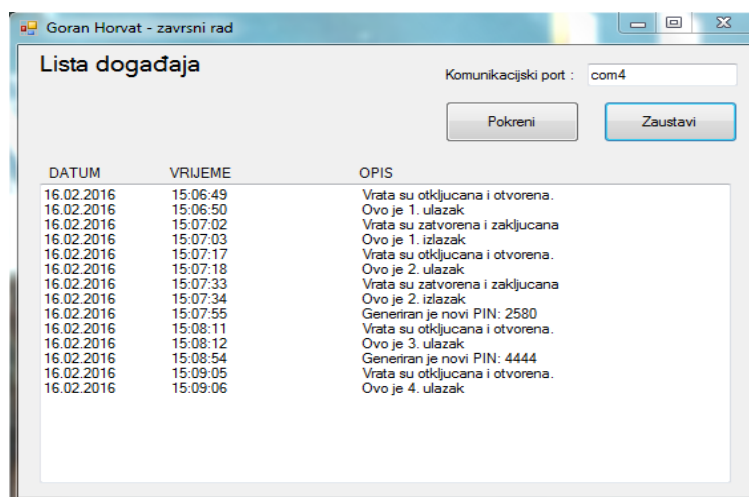 Goran Horvat - zavrsni rad
Lista događaja
Komunikacijski port : com4
Pokreni Zaustavi
DATUM VRIJEME OPIS
16.02.2016 15:06:49 Vrata su otkljucana i otvorena.
16.02.2016 15:06:50 Ovo je 1. ulazak
16.02.2016 15:07:02 Vrata su zatvorena i zakljucana
16.02.2016 15:07:03 Ovo je 1. izlazak
16.02.2016 15:07:17 Vrata su otkljucana i otvorena.
16.02.2016 15:07:18 Ovo je 2. ulazak
16.02.2016 15:07:33 Vrata su zatvorena i zakljucana
16.02.2016 15:07:34 Ovo je 2. izlazak
16.02.2016 15:07:55 Generiran je novi PIN: 2580
16.02.2016 15:08:11 Vrata su otkljucana i otvorena.
16.02.2016 15:08:12 Ovo je 3. ulazak
16.02.2016 15:08:54 Generiran je novi PIN: 4444
16.02.2016 15:09:05 Vrata su otkljucana i otvorena.
16.02.2016 15:09:06 Ovo je 4. ulazak